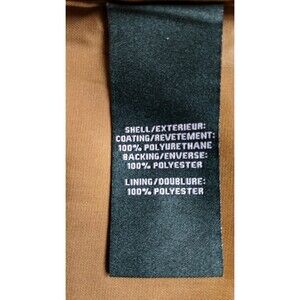 SHELL/EXTERIEUR:
COATING/REVETEMENT:
100% POLYURETHANE
BACKING/ENVERSE:
100% POLYESTER
LINING/DOUBLURE:
100% POLYESTER